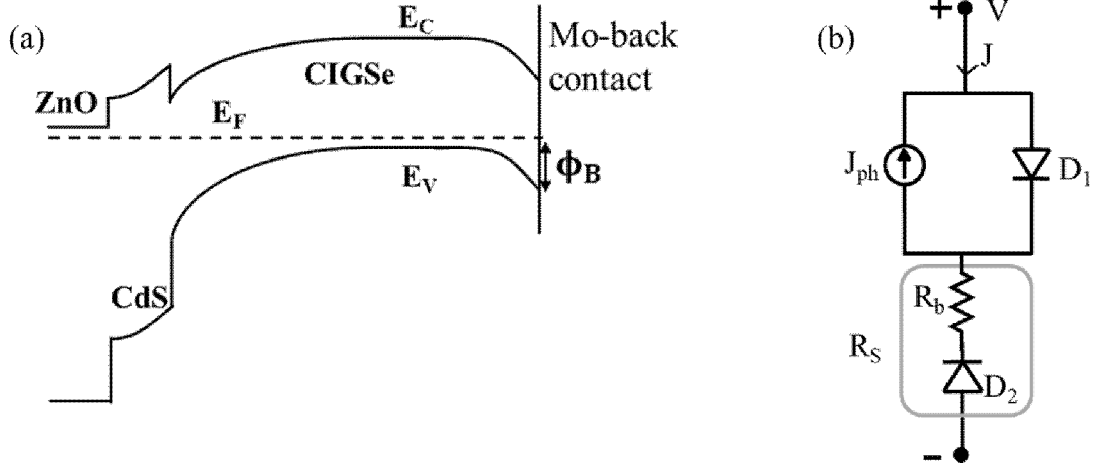 (a)
E_C
Mo-back
contact
CIGSe
ZnO
E_F
E_V
ϕ_B
CdS
(b)
+ V
J
J_ph
D_1
R_b
R_S
D_2
-